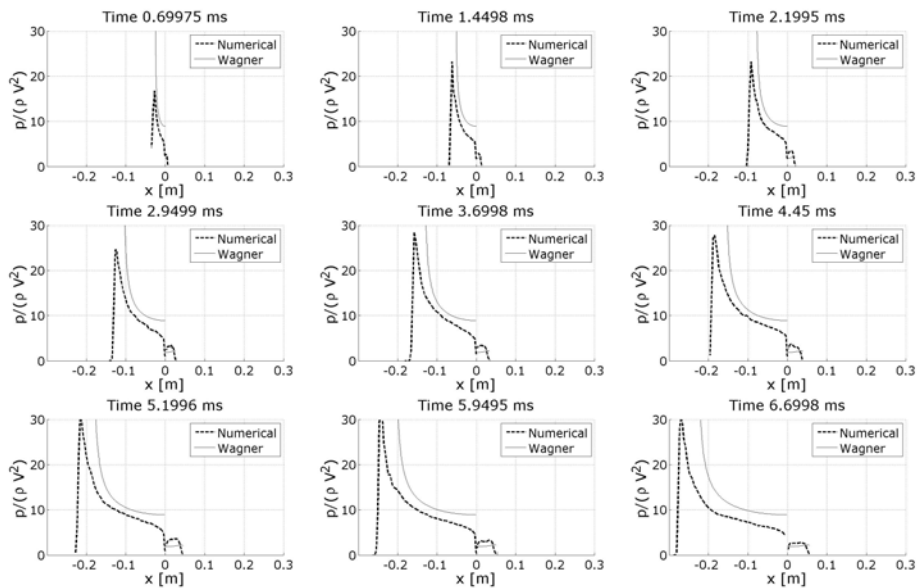 Time 0.69975 ms
30
20
10
0
p/(ρ V²)
Numerical
Wagner
-0.2 -0.1 0 0.1 0.2 0.3
x [m]
Time 1.4498 ms
30
20
10
0
p/(ρ V²)
Numerical
Wagner
-0.2 -0.1 0 0.1 0.2 0.3
x [m]
Time 2.1995 ms
30
20
10
0
p/(ρ V²)
Numerical
Wagner
-0.2 -0.1 0 0.1 0.2 0.3
x [m]
Time 2.9499 ms
30
20
10
0
p/(ρ V²)
Numerical
Wagner
-0.2 -0.1 0 0.1 0.2 0.3
x [m]
Time 3.6998 ms
30
20
10
0
p/(ρ V²)
Numerical
Wagner
-0.2 -0.1 0 0.1 0.2 0.3
x [m]
Time 4.45 ms
30
20
10
0
p/(ρ V²)
Numerical
Wagner
-0.2 -0.1 0 0.1 0.2 0.3
x [m]
Time 5.1996 ms
30
20
10
0
p/(ρ V²)
Numerical
Wagner
-0.2 -0.1 0 0.1 0.2 0.3
x [m]
Time 5.9495 ms
30
20
10
0
p/(ρ V²)
Numerical
Wagner
-0.2 -0.1 0 0.1 0.2 0.3
x [m]
Time 6.6998 ms
30
20
10
0
p/(ρ V²)
Numerical
Wagner
-0.2 -0.1 0 0.1 0.2 0.3
x [m]